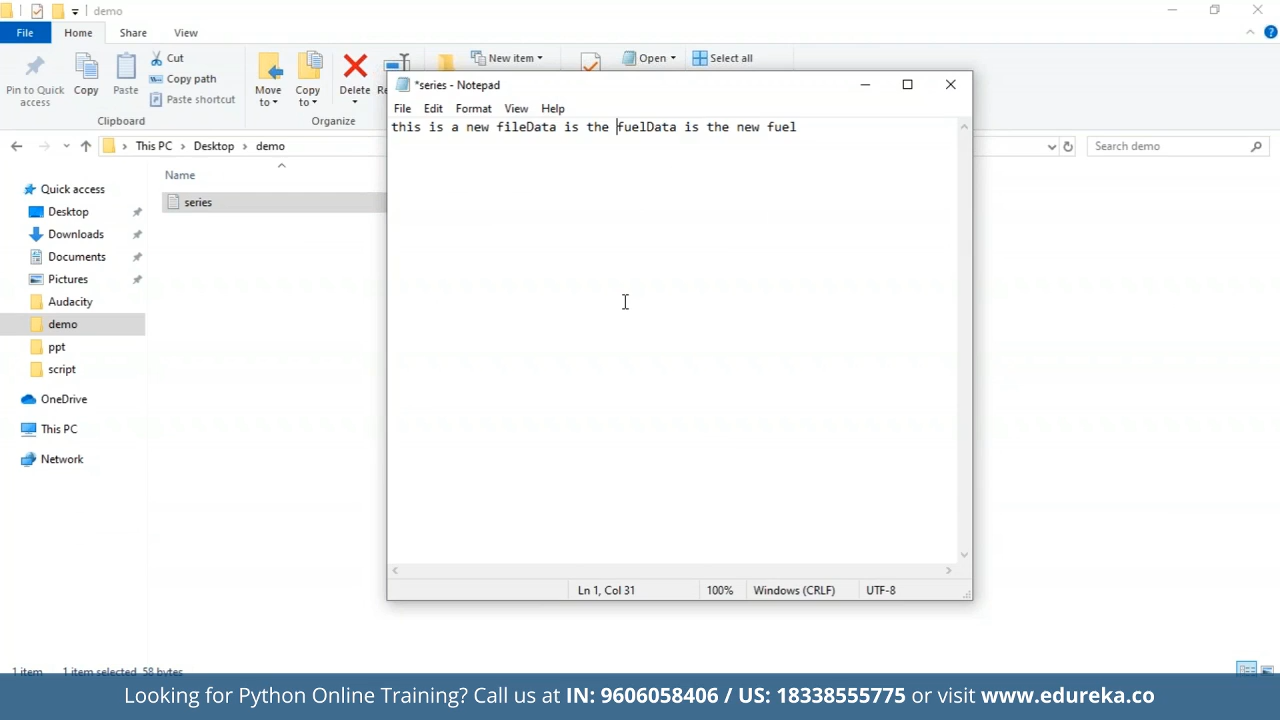 demo
File
Home
Share
View
Pin to Quick
access
Copy
Paste
Cut
Copy path
Paste shortcut
Clipboard
Move
to
Copy
to
Delete
Organize
New item
Open
Select all
This PC
Desktop
demo
Search demo
Name
series
Quick access
Desktop
Downloads
Documents
Pictures
Audacity
demo
ppt
script
OneDrive
This PC
Network
*series - Notepad
File Edit Format View Help
this is a new fileData is the fuelData is the new fuel
Ln 1, Col 31
100%
Windows (CRLF)
UTF-8
1 item
1 item selected 58 bytes
Looking for Python Online Training? Call us at IN: 9606058406 / US: 18338555775 or visit www.edureka.co